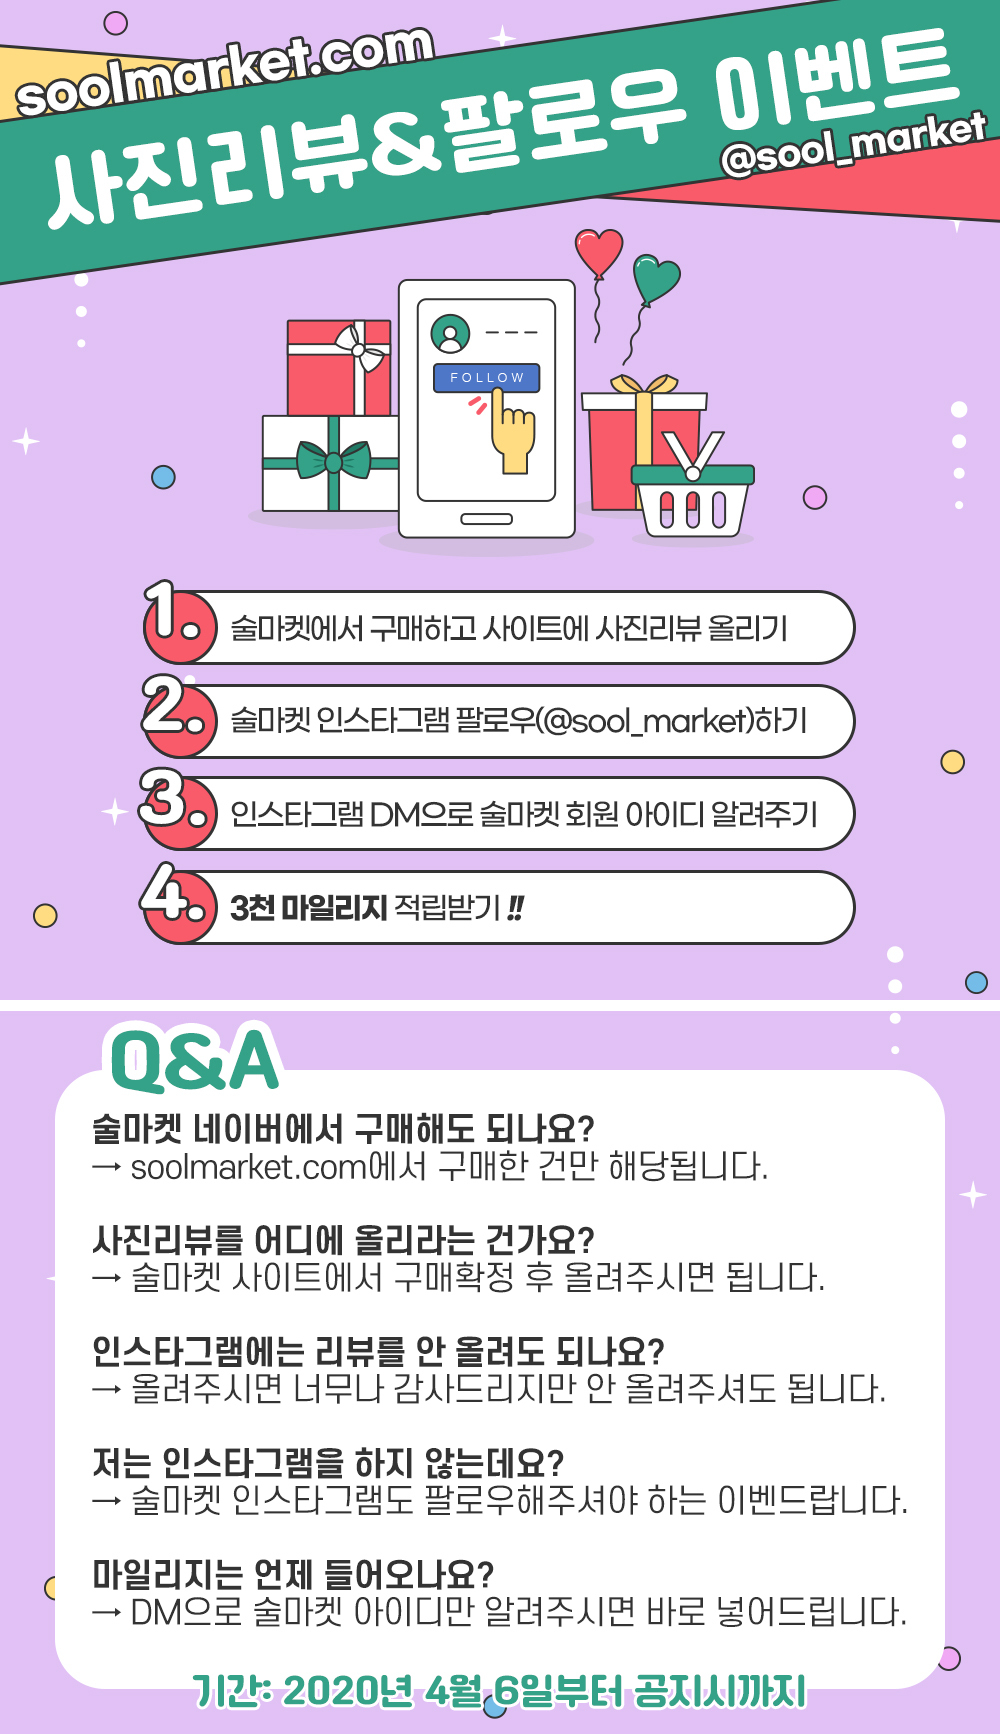 soolmarket.com
사진리뷰&팔로우 이벤트
@sool_market
FOLLOW
1. 술마켓에서 구매하고 사이트에 사진리뷰 올리기
2. 술마켓 인스타그램 팔로우(@sool_market)하기
3. 인스타그램 DM으로 술마켓 회원 아이디 알려주기
4. 3천 마일리지 적립받기 !!
Q&A
술마켓 네이버에서 구매해도 되나요?
→ soolmarket.com에서 구매한 건만 해당됩니다.
사진리뷰를 어디에 올리라는 건가요?
→ 술마켓 사이트에서 구매확정 후 올려주시면 됩니다.
인스타그램에는 리뷰를 안 올려도 되나요?
→ 올려주시면 너무나 감사드리지만 안 올려주셔도 됩니다.
저는 인스타그램을 하지 않는데요?
→ 술마켓 인스타그램도 팔로우해주셔야 하는 이벤드랍니다.
마일리지는 언제 들어오나요?
→ DM으로 술마켓 아이디만 알려주시면 바로 넣어드립니다.
기간: 2020년 4월 6일부터 공지시까지